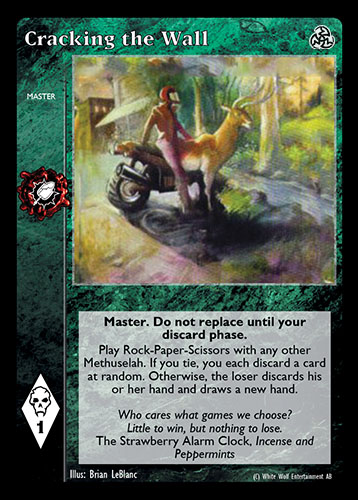 Cracking the Wall
MASTER
Master. Do not replace until your
discard phase.
Play Rock-Paper-Scissors with any other
Methuselah. If you tie, you each discard a card
at random. Otherwise, the loser discards his
or her hand and draws a new hand.
Who cares what games we choose?
Little to win, but nothing to lose.
The Strawberry Alarm Clock, Incense and
Peppermints
1
Illus: Brian LeBlanc
(C) White Wolf Entertainment AB